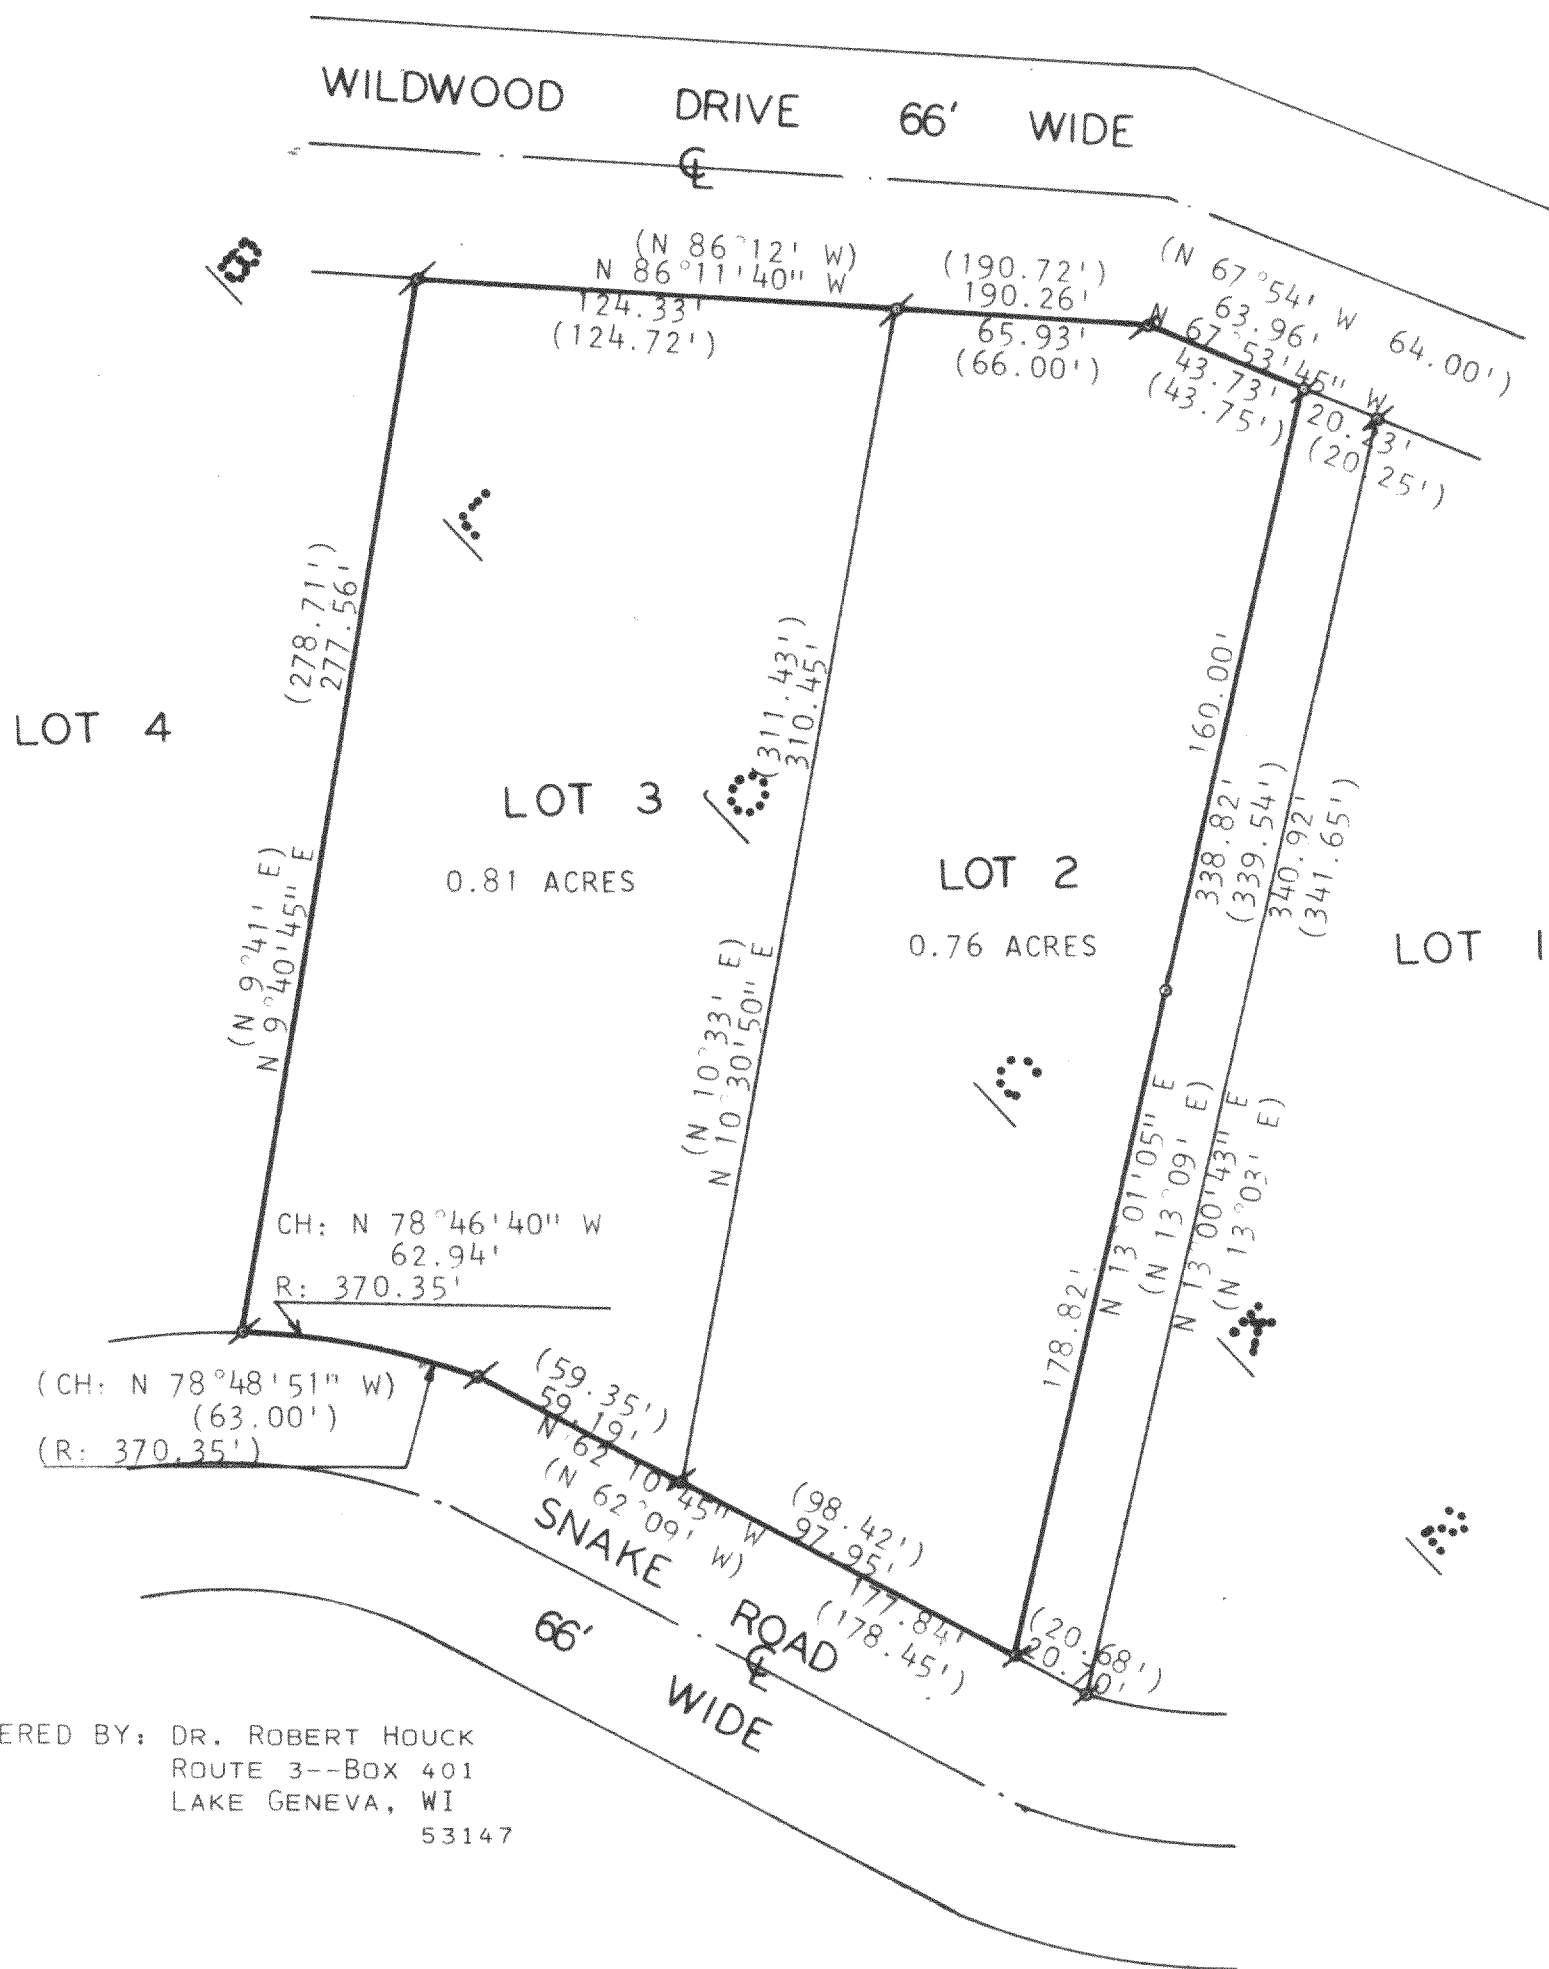 WILDWOOD DRIVE 66' WIDE
(N 86°12' W)
N 86°11'40" W
124.33'
(124.72')
(190.72')
190.26'
65.93'
(66.00')
(N 67°54' W 64.00')
63.96'
N 67°53'45" W
43.73'
(43.75')
20.23'
(20.25')
(278.71')
277.56'
(311.43')
310.45'
160.00'
338.82'
(339.54')
340.92'
(341.65')
LOT 4
LOT 3
0.81 ACRES
LOT 2
0.76 ACRES
LOT 1
(N 9°41' E)
N 9°40'45" E
(N 10°33' E)
N 10°30'50" E
N 13°01'05" E
(N 13°09' E)
N 13°00'43" E
(N 13°03' E)
178.82'
CH: N 78°46'40" W
62.94'
R: 370.35'
(CH: N 78°48'51" W)
(63.00')
(R: 370.35')
(59.35')
59.19'
N 62°10'45" W
(N 62°09' W)
(98.42')
97.95'
177.84'
(178.45')
(20.68')
20.70'
SNAKE ROAD
66' WIDE
ERED BY: DR. ROBERT HOUCK
ROUTE 3--BOX 401
LAKE GENEVA, WI
53147